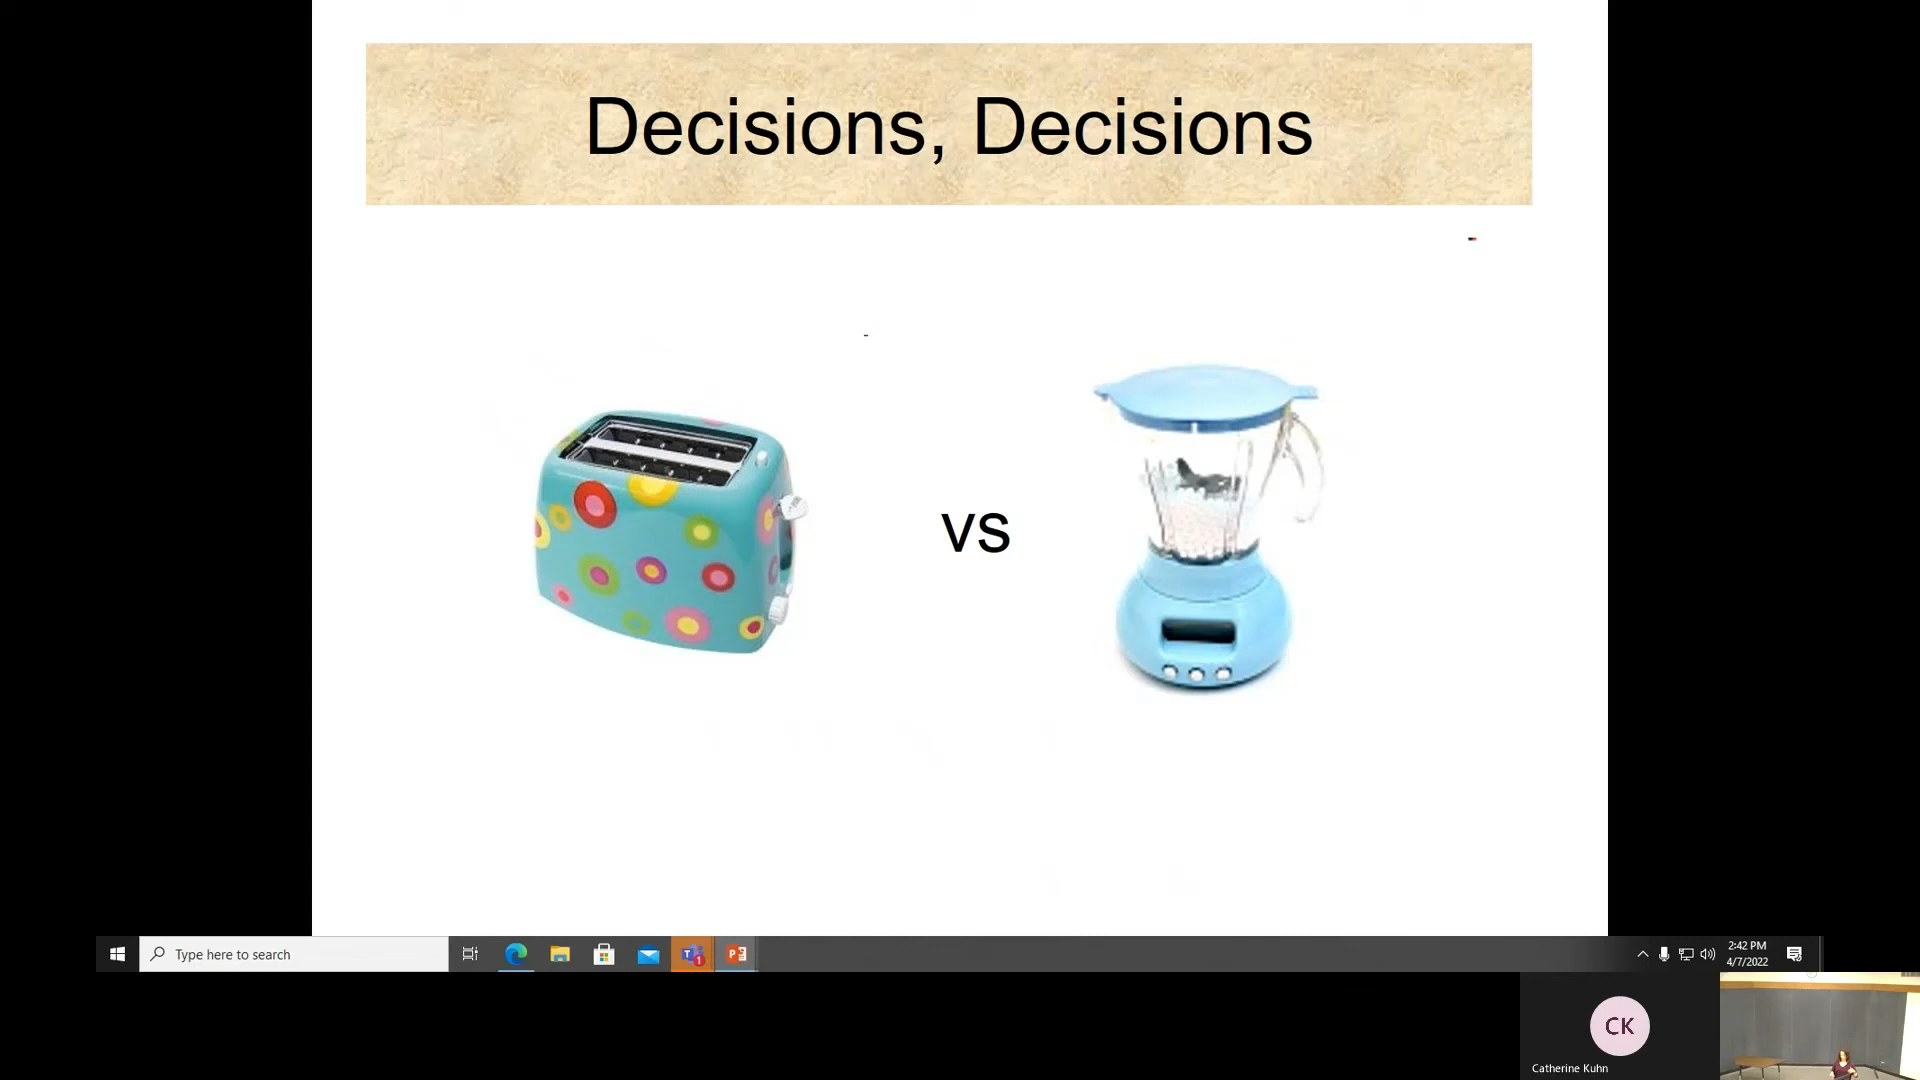 Decisions, Decisions
vs
Type here to search
2:42 PM
4/7/2022
CK
Catherine Kuhn